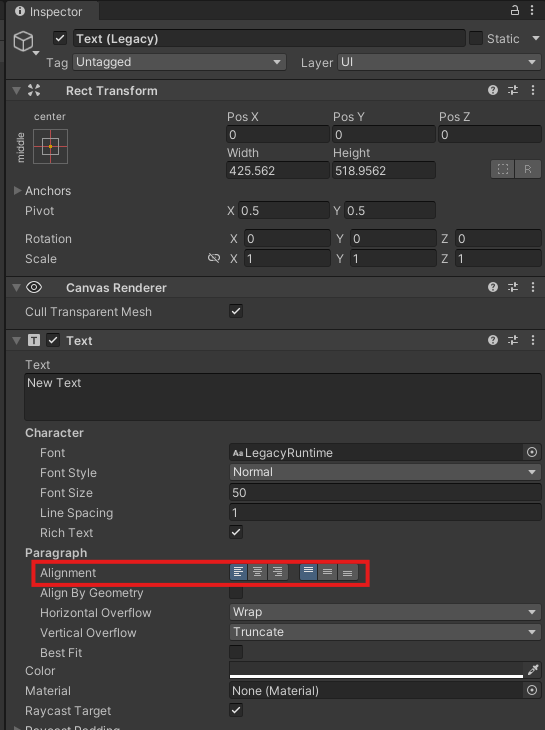 Inspector
Text (Legacy)
Static
Tag Untagged Layer UI
Rect Transform
center
middle
Pos X Pos Y Pos Z
0 0 0
Width Height
425.562 518.9562
R
Anchors
Pivot X 0.5 Y 0.5
Rotation X 0 Y 0 Z 0
Scale X 1 Y 1 Z 1
Canvas Renderer
Cull Transparent Mesh
T Text
Text
New Text
Character
Font Aa LegacyRuntime
Font Style Normal
Font Size 50
Line Spacing 1
Rich Text
Paragraph
Alignment
Align By Geometry
Horizontal Overflow Wrap
Vertical Overflow Truncate
Best Fit
Color
Material None (Material)
Raycast Target
Raycast Padding